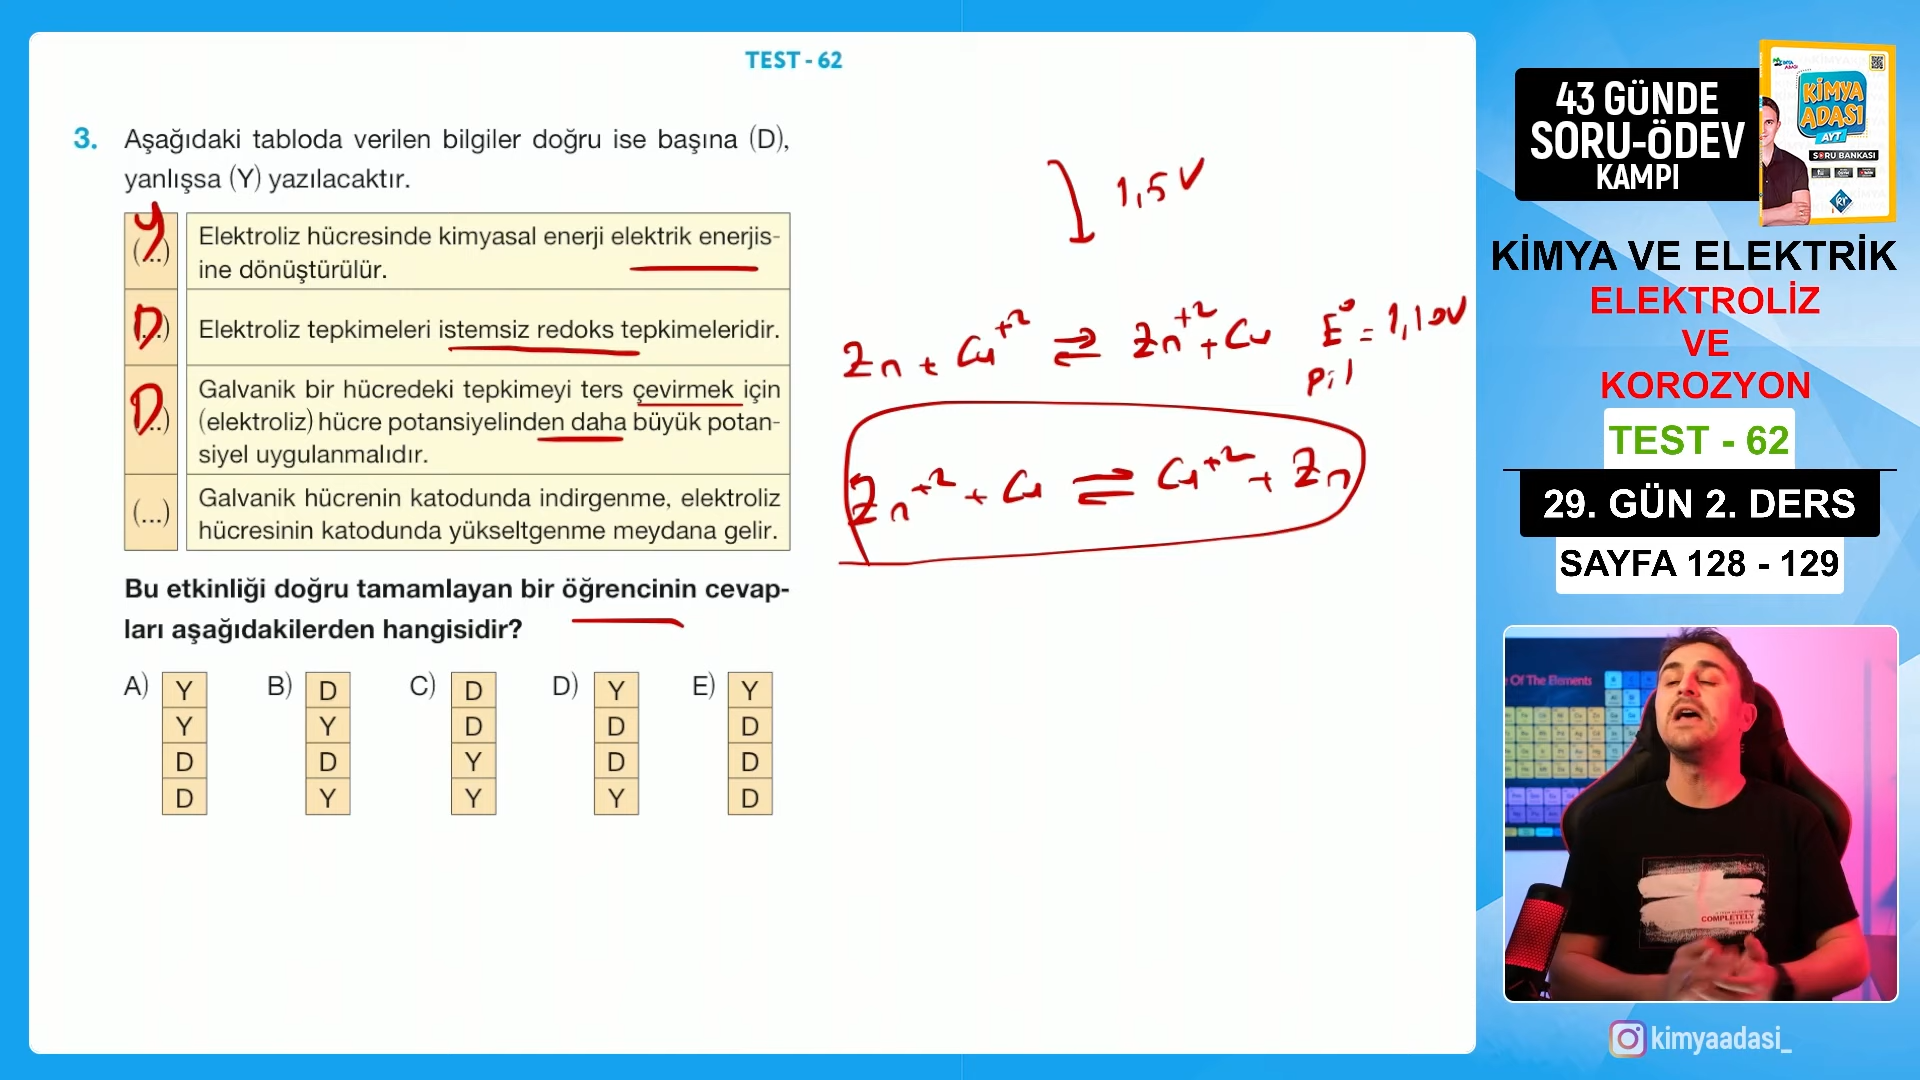 TEST - 62
3. Aşağıdaki tabloda verilen bilgiler doğru ise başına (D),
yanlışsa (Y) yazılacaktır.
Y
(...) Elektroliz hücresinde kimyasal enerji elektrik enerjis-
ine dönüştürülür.
D
(...) Elektroliz tepkimeleri istemsiz redoks tepkimeleridir.
D
(...) Galvanik bir hücredeki tepkimeyi ters çevirmek için
(elektroliz) hücre potansiyelinden daha büyük potan-
siyel uygulanmalıdır.
(...) Galvanik hücrenin katodunda indirgenme, elektroliz
hücresinin katodunda yükseltgenme meydana gelir.
Bu etkinliği doğru tamamlayan bir öğrencinin cevap-
ları aşağıdakilerden hangisidir?
A) Y Y D D
B) D Y D Y
C) D D Y Y
D) Y D D Y
E) Y D D D
1,5 V
Zn + Cu⁺² ⇌ Zn⁺² + Cu E° = 1,10V
pil
Zn⁺² + Cu ⇌ Cu⁺² + Zn
43 GÜNDE
SORU-ÖDEV
KAMPI
KİMYA
ADASI
AYT
SORU BANKASI
KİMYA VE ELEKTRİK
ELEKTROLİZ
VE
KOROZYON
TEST - 62
29. GÜN 2. DERS
SAYFA 128 - 129
Of The Elements
COMPLETELY
kimyaadasi_